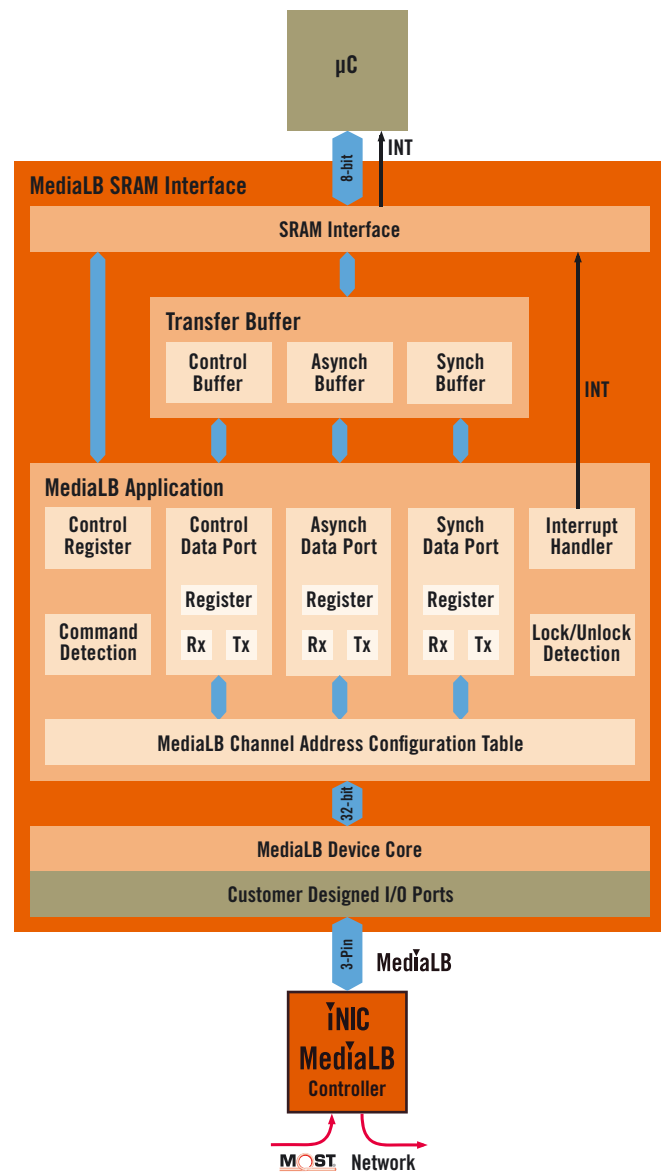 µC
8-bit
INT
MediaLB SRAM Interface
SRAM Interface
Transfer Buffer
Control
Buffer
Asynch
Buffer
Synch
Buffer
INT
MediaLB Application
Control
Register
Control
Data Port
Asynch
Data Port
Synch
Data Port
Interrupt
Handler
Register
Register
Register
Command
Detection
Rx Tx
Rx Tx
Rx Tx
Lock/Unlock
Detection
MediaLB Channel Address Configuration Table
32-bit
MediaLB Device Core
Customer Designed I/O Ports
3-Pin
MediaLB
iNIC
MediaLB
Controller
MOST Network